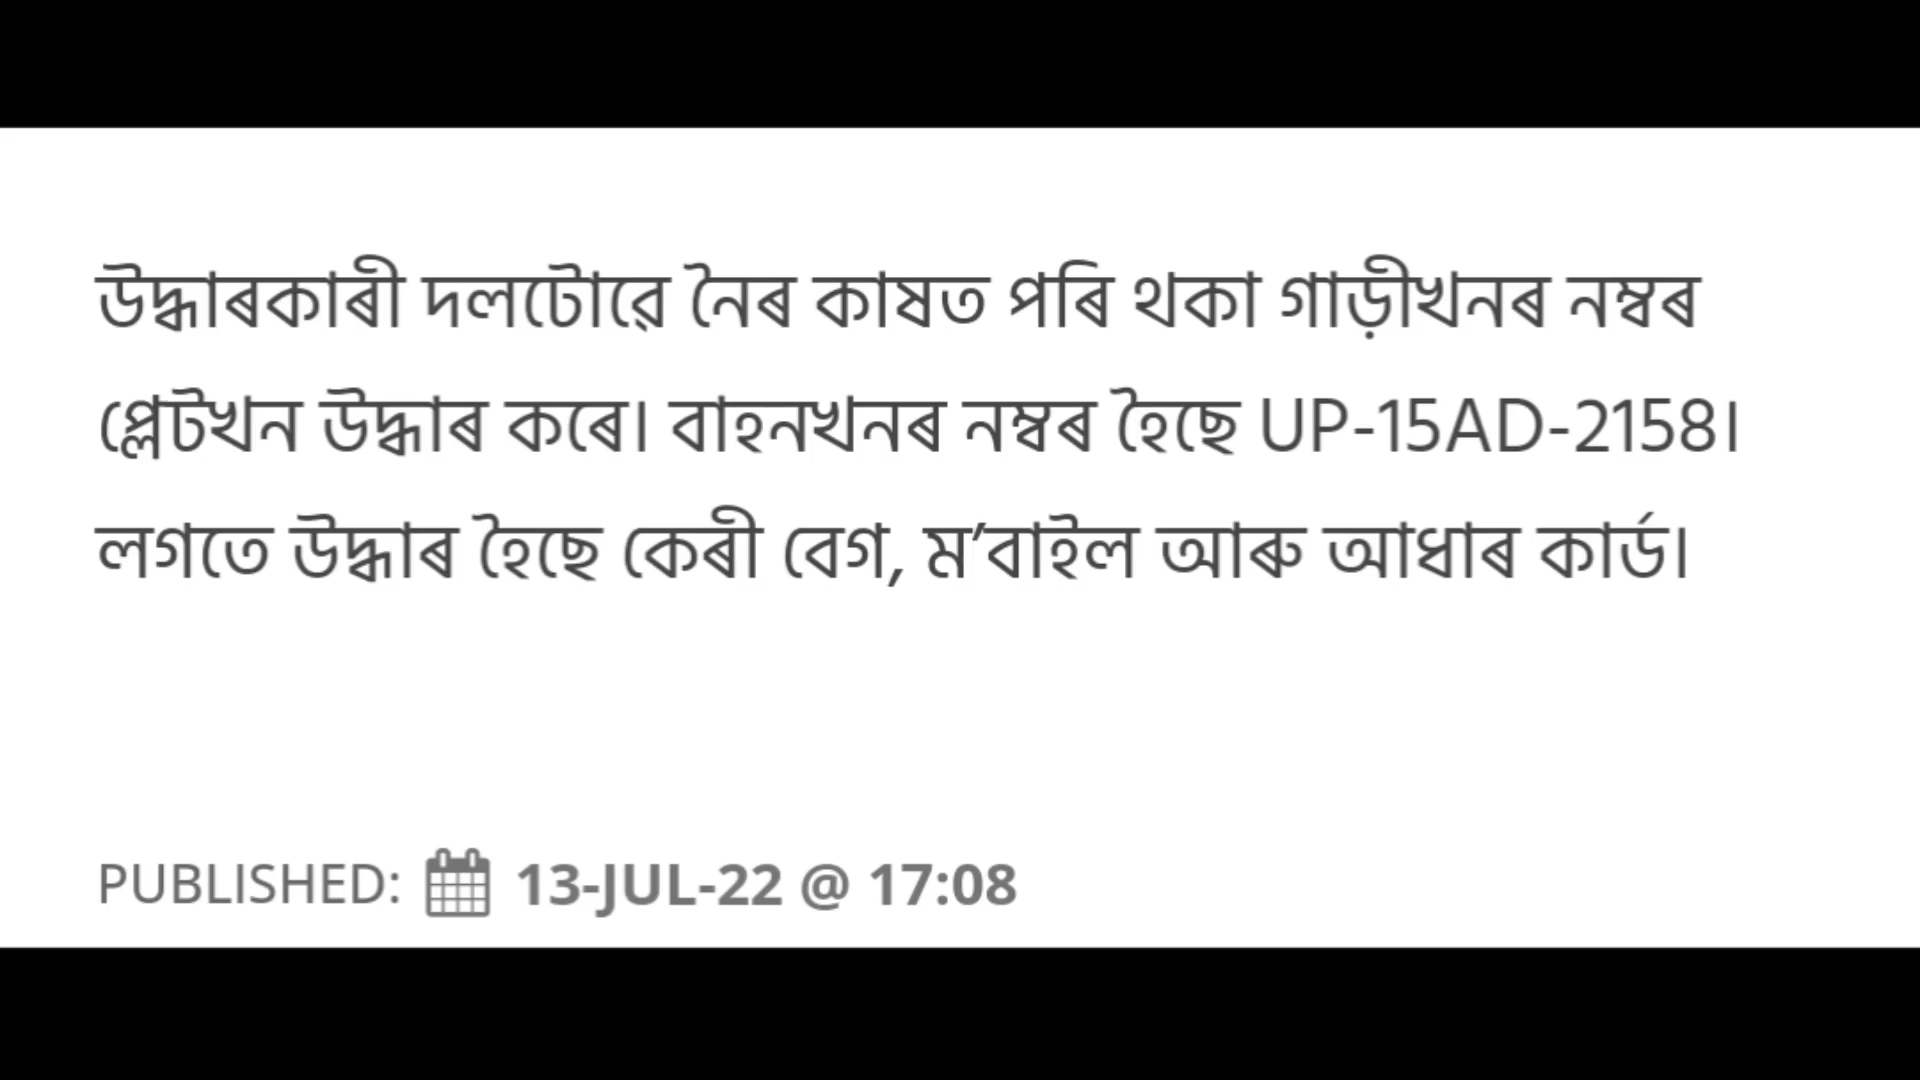 উদ্ধাৰকাৰী দলটোৱে নৈৰ কাষত পৰি থকা গাড়ীখনৰ নম্বৰ
প্লেটখন উদ্ধাৰ কৰে। বাহনখনৰ নম্বৰ হৈছে UP-15AD-2158।
লগতে উদ্ধাৰ হৈছে কেৰী বেগ, ম’বাইল আৰু আধাৰ কাৰ্ড।
PUBLISHED: 13-JUL-22 @ 17:08